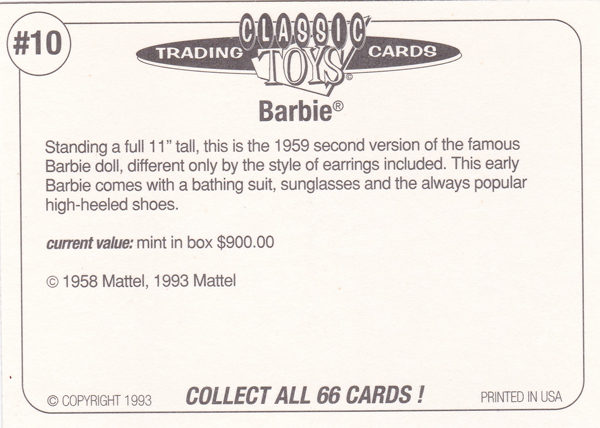 #10
CLASSIC
TRADING CARDS
TOYS©
Barbie®
Standing a full 11” tall, this is the 1959 second version of the famous
Barbie doll, different only by the style of earrings included. This early
Barbie comes with a bathing suit, sunglasses and the always popular
high-heeled shoes.
current value: mint in box $900.00
© 1958 Mattel, 1993 Mattel
© COPYRIGHT 1993
COLLECT ALL 66 CARDS !
PRINTED IN USA